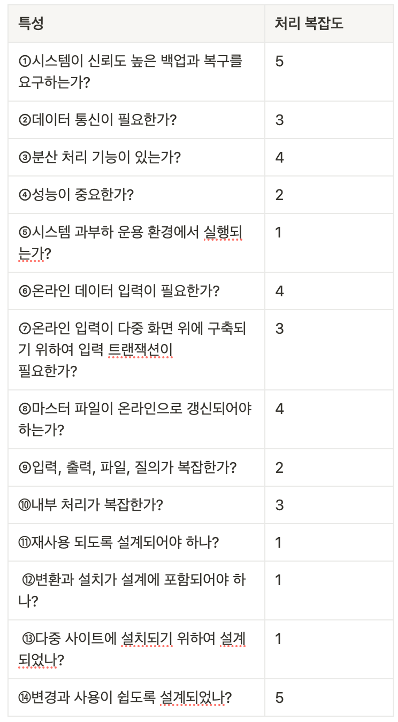 특성 처리 복잡도
①시스템이 신뢰도 높은 백업과 복구를 5
요구하는가?
②데이터 통신이 필요한가? 3
③분산 처리 기능이 있는가? 4
④성능이 중요한가? 2
⑤시스템 과부하 운용 환경에서 실행되 1
는가?
⑥온라인 데이터 입력이 필요한가? 4
⑦온라인 입력이 다중 화면 위에 구축되 3
기 위하여 입력 트랜잭션이
필요한가?
⑧마스터 파일이 온라인으로 갱신되어야 4
하는가?
⑨입력, 출력, 파일, 질의가 복잡한가? 2
⑩내부 처리가 복잡한가? 3
⑪재사용 되도록 설계되어야 하나? 1
⑫변환과 설치가 설계에 포함되어야 하 1
나?
⑬다중 사이트에 설치되기 위하여 설계 1
되었나?
⑭변경과 사용이 쉽도록 설계되었나? 5